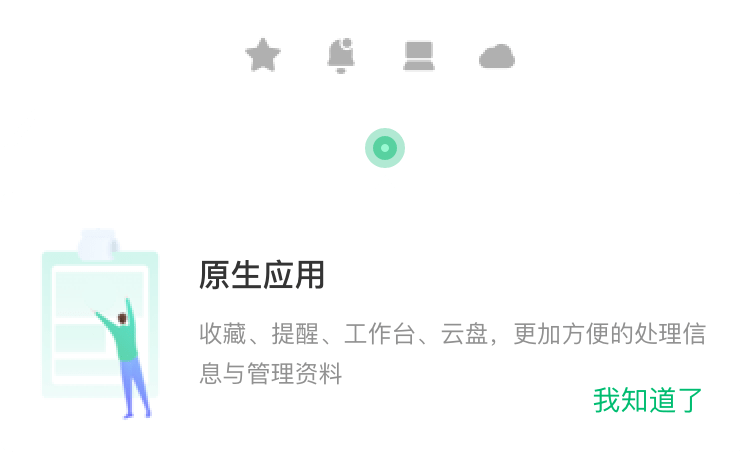 原生应用
收藏、提醒、工作台、云盘，更加方便的处理信
息与管理资料
我知道了